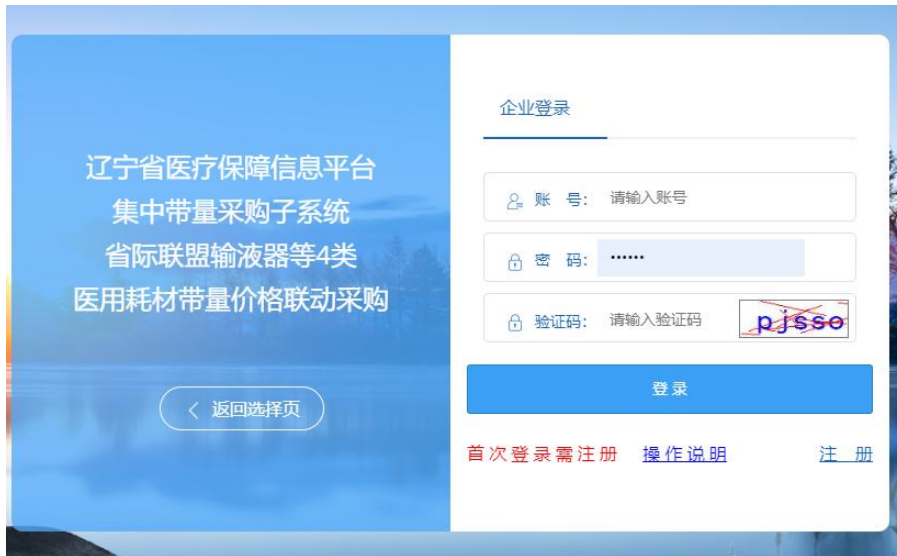 辽宁省医疗保障信息平台
集中带量采购子系统
省际联盟输液器等4类
医用耗材带量价格联动采购
返回选择页
企业登录
账 号: 请输入账号
密 码: ••••••
验证码: 请输入验证码 pjsso
登录
首次登录需注册 操作说明 注 册